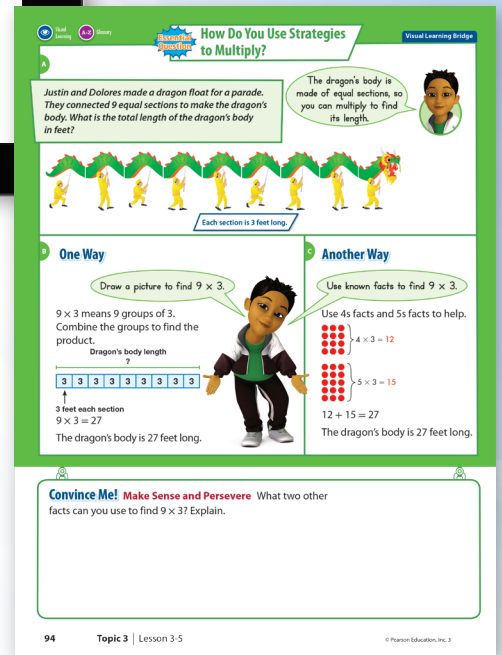 Visual
Learning
A-Z
Glossary
Essential
Question
How Do You Use Strategies
to Multiply?
Visual Learning Bridge
A
Justin and Dolores made a dragon float for a parade.
They connected 9 equal sections to make the dragon's
body. What is the total length of the dragon's body
in feet?
The dragon's body is
made of equal sections, so
you can multiply to find
its length.
Each section is 3 feet long.
B
One Way
Draw a picture to find 9 × 3.
9 × 3 means 9 groups of 3.
Combine the groups to find the
product.
Dragon's body length
?
3 3 3 3 3 3 3 3 3
3 feet each section
9 × 3 = 27
The dragon's body is 27 feet long.
C
Another Way
Use known facts to find 9 × 3.
Use 4s facts and 5s facts to help.
4 × 3 = 12
5 × 3 = 15
12 + 15 = 27
The dragon's body is 27 feet long.
Convince Me! Make Sense and Persevere What two other
facts can you use to find 9 × 3? Explain.
94 Topic 3 | Lesson 3-5
© Pearson Education, Inc. 3